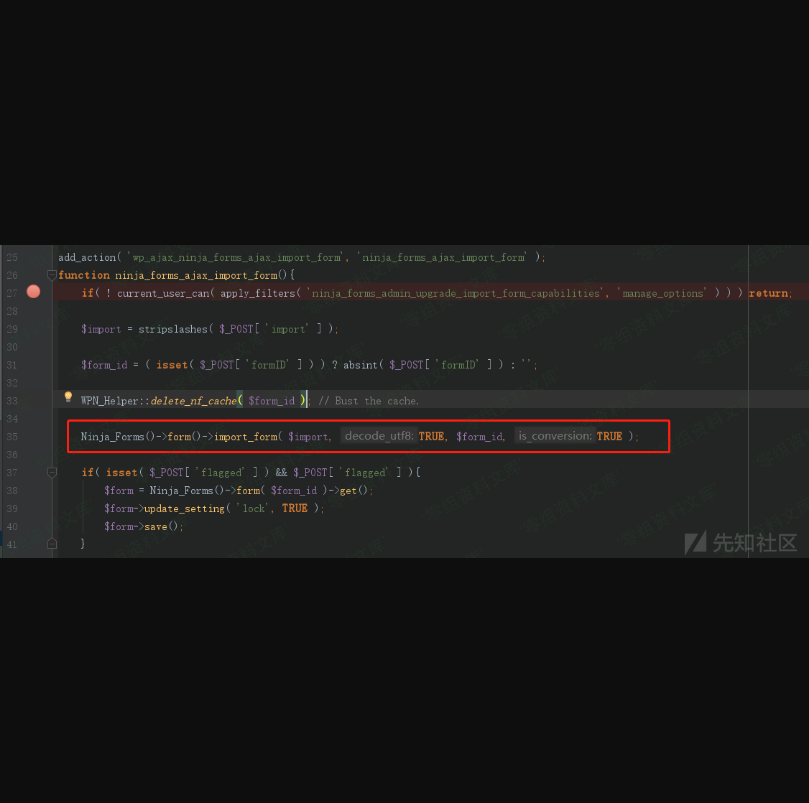 25 add_action( 'wp_ajax_ninja_forms_ajax_import_form', 'ninja_forms_ajax_import_form' );
26 function ninja_forms_ajax_import_form(){
27 if( ! current_user_can( apply_filters( 'ninja_forms_admin_upgrade_import_form_capabilities', 'manage_options' ) ) ) return;
28
29 $import = stripslashes( $_POST[ 'import' ] );
30
31 $form_id = ( isset( $_POST[ 'formID' ] ) ) ? absint( $_POST[ 'formID' ] ) : '';
32
33 WPN_Helper::delete_nf_cache( $form_id ); // Bust the cache.
34
35 Ninja_Forms()->form()->import_form( $import, decode_utf8: TRUE, $form_id, is_conversion: TRUE );
36
37 if( isset( $_POST[ 'flagged' ] ) && $_POST[ 'flagged' ] ){
38 $form = Ninja_Forms()->form( $form_id )->get();
39 $form->update_setting( 'lock', TRUE );
40 $form->save();
41 }
先知社区